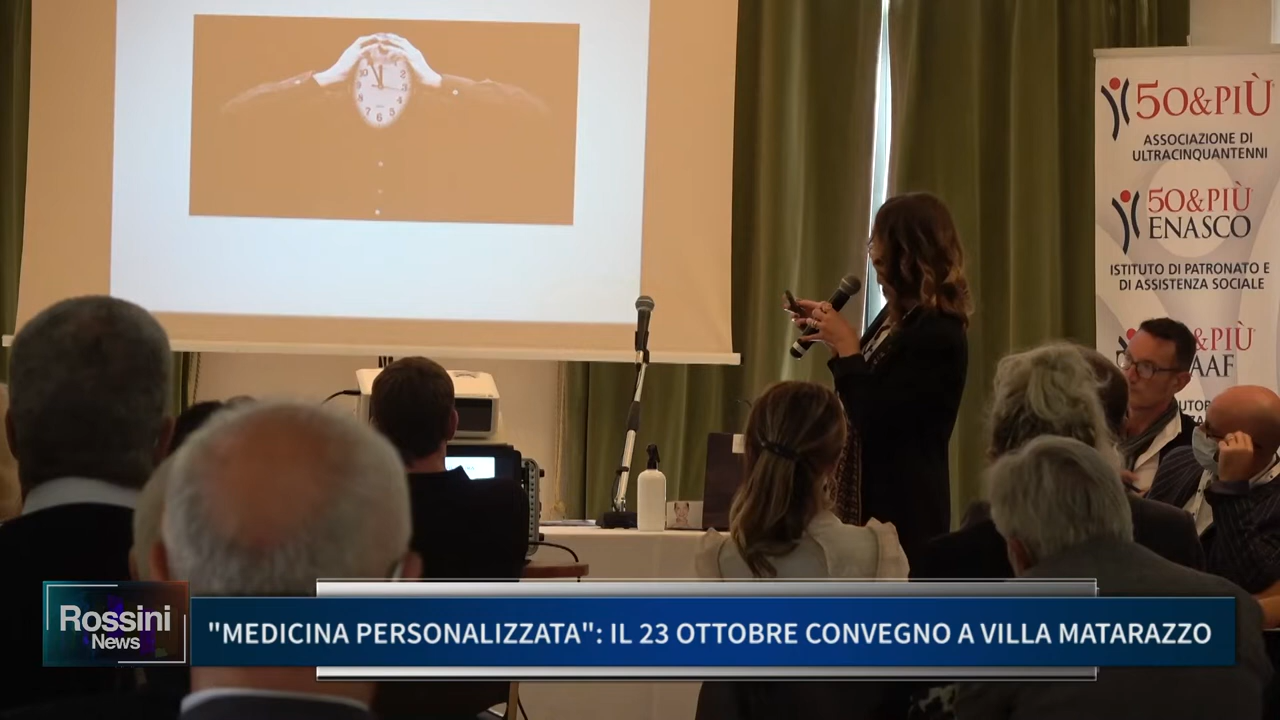 50&PIÙ
ASSOCIAZIONE DI
ULTRACINQUANTENNI
50&PIÙ
ENASCO
ISTITUTO DI PATRONATO E
DI ASSISTENZA SOCIALE
&PIÙ
AAF
Rossini
News
"MEDICINA PERSONALIZZATA": IL 23 OTTOBRE CONVEGNO A VILLA MATARAZZO